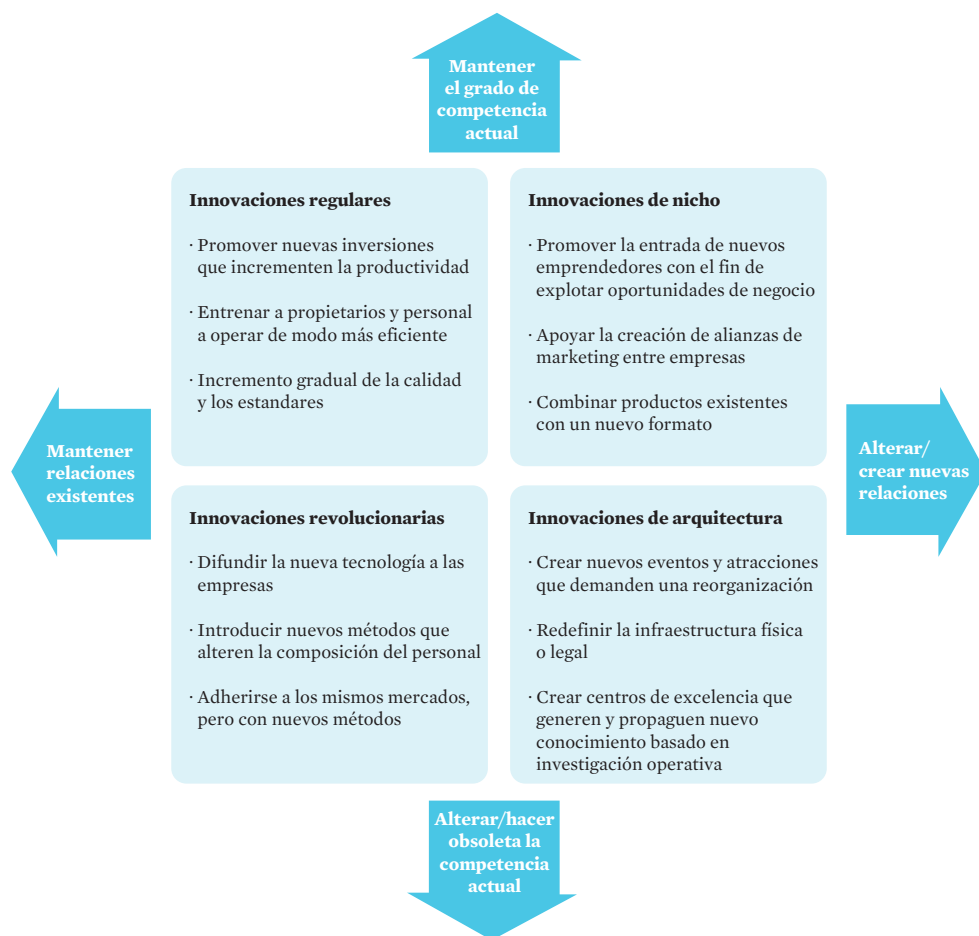 Mantener
el grado de
competencia
actual
Innovaciones regulares
· Promover nuevas inversiones
que incrementen la productividad
· Entrenar a propietarios y personal
a operar de modo más eficiente
· Incremento gradual de la calidad
y los estandares
Innovaciones de nicho
· Promover la entrada de nuevos
emprendedores con el fin de
explotar oportunidades de negocio
· Apoyar la creación de alianzas de
marketing entre empresas
· Combinar productos existentes
con un nuevo formato
Mantener
relaciones
existentes
Alterar/
crear nuevas
relaciones
Innovaciones revolucionarias
· Difundir la nueva tecnología a las
empresas
· Introducir nuevos métodos que
alteren la composición del personal
· Adherirse a los mismos mercados,
pero con nuevos métodos
Innovaciones de arquitectura
· Crear nuevos eventos y atracciones
que demanden una reorganización
· Redefinir la infraestructura física
o legal
· Crear centros de excelencia que
generen y propaguen nuevo
conocimiento basado en
investigación operativa
Alterar/hacer
obsoleta la
competencia
actual